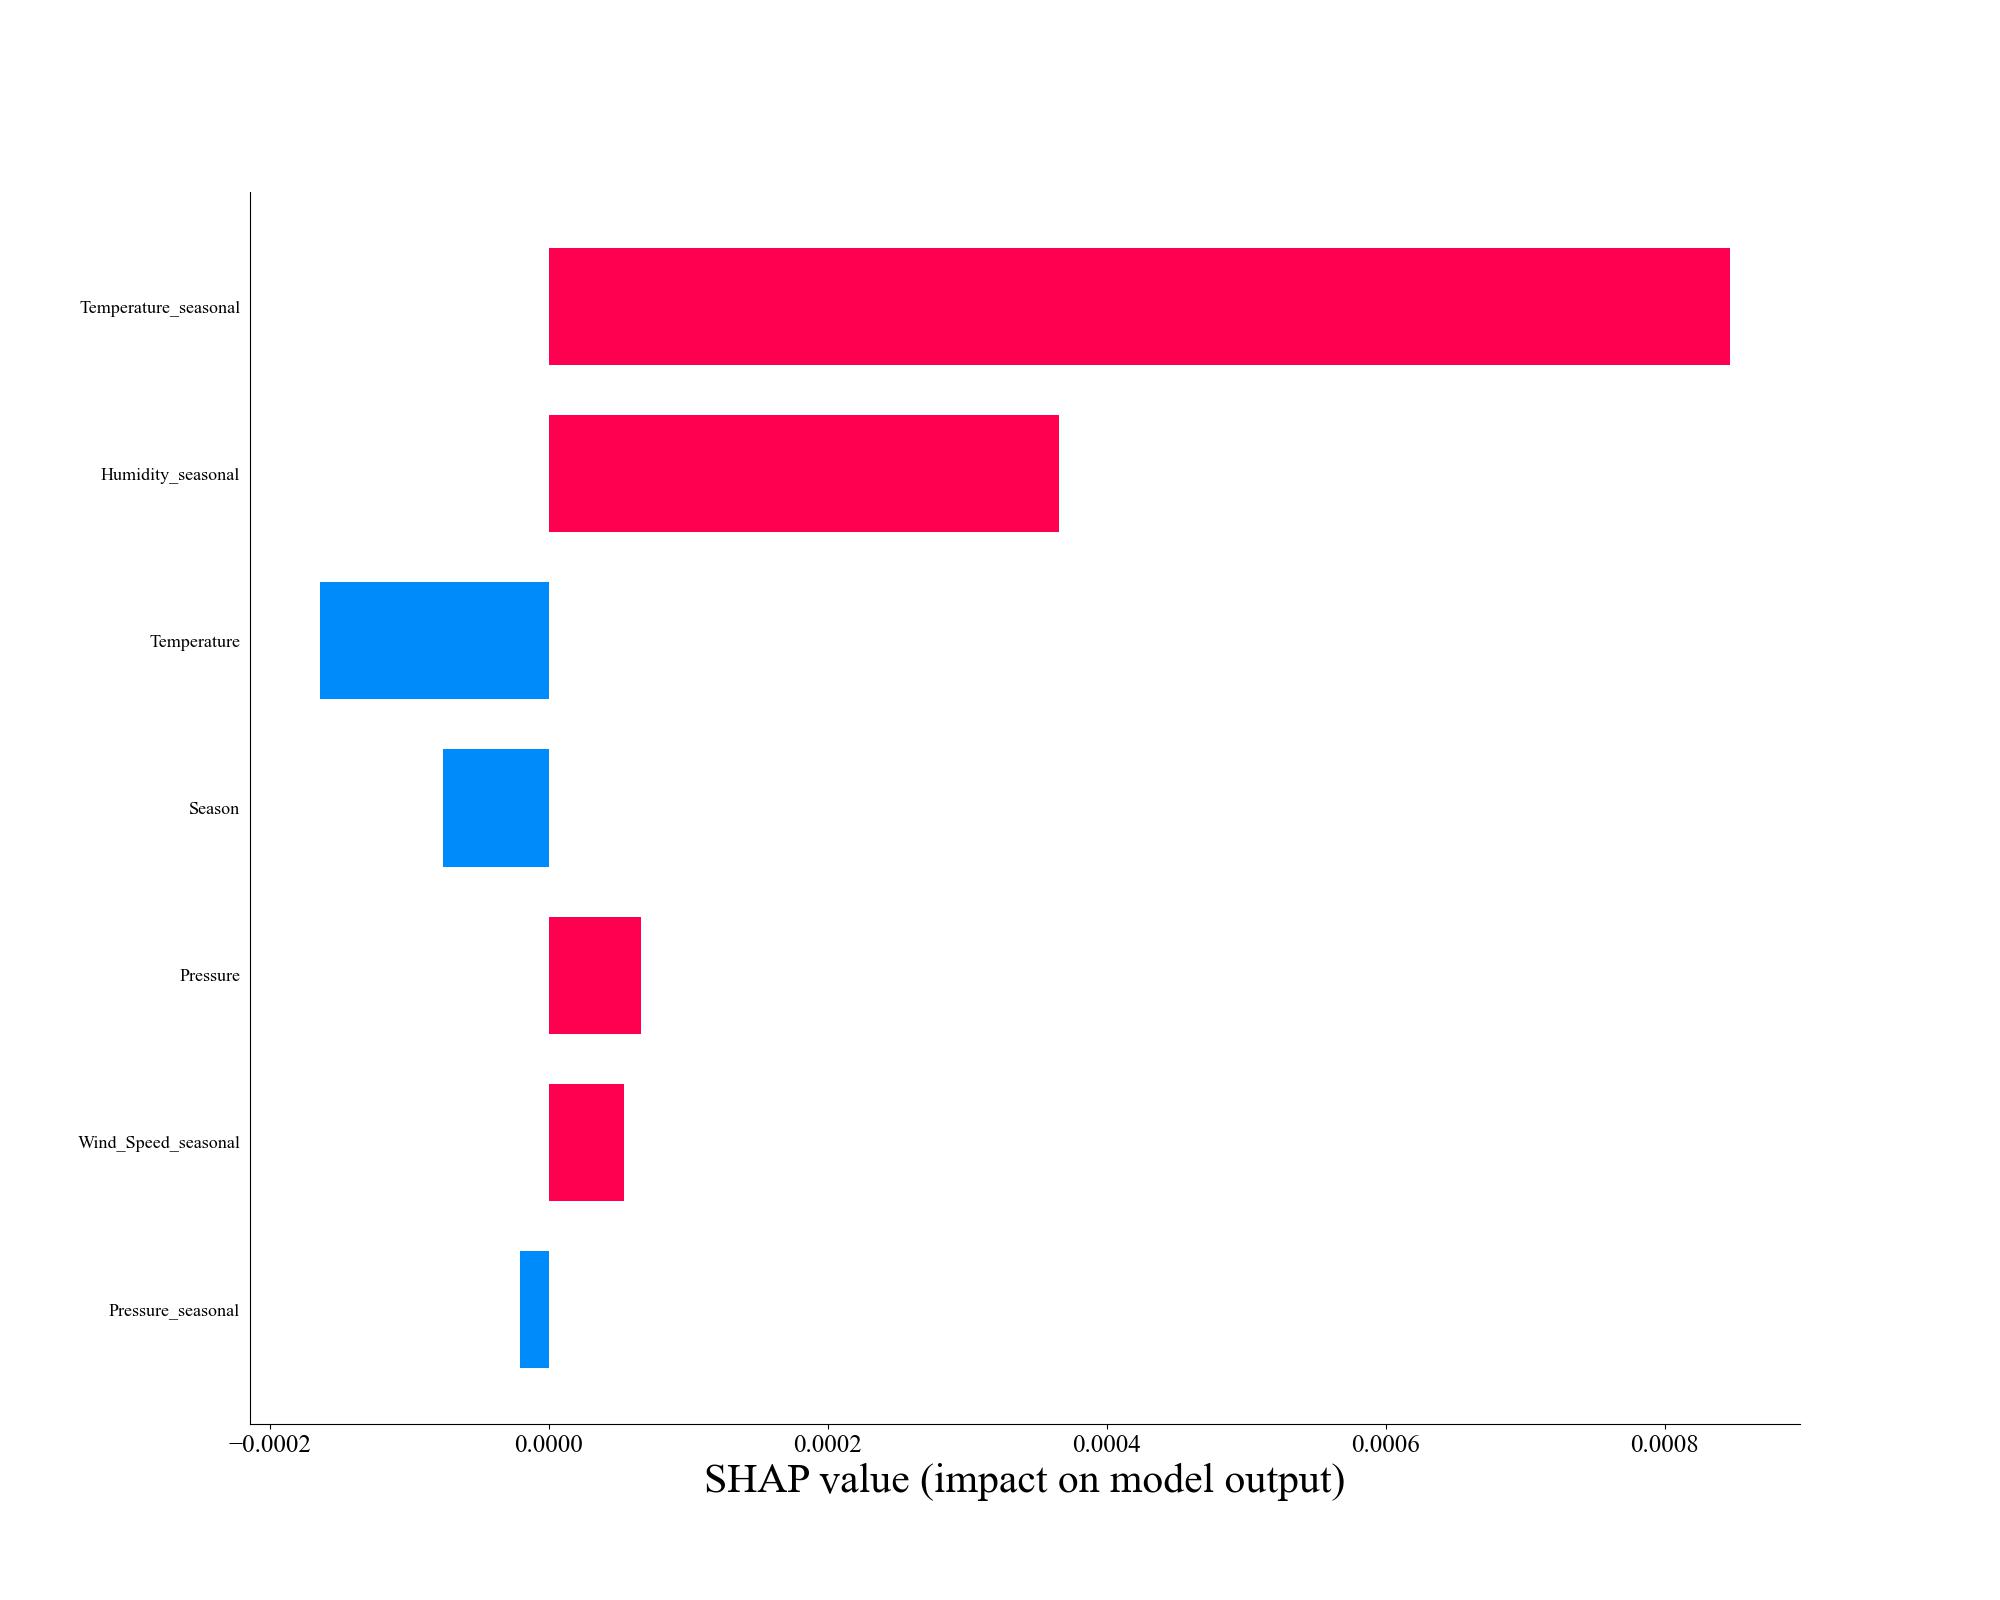 Temperature_seasonal
Humidity_seasonal
Temperature
Season
Pressure
Wind_Speed_seasonal
Pressure_seasonal
−0.0002 0.0000 0.0002 0.0004 0.0006 0.0008
SHAP value (impact on model output)